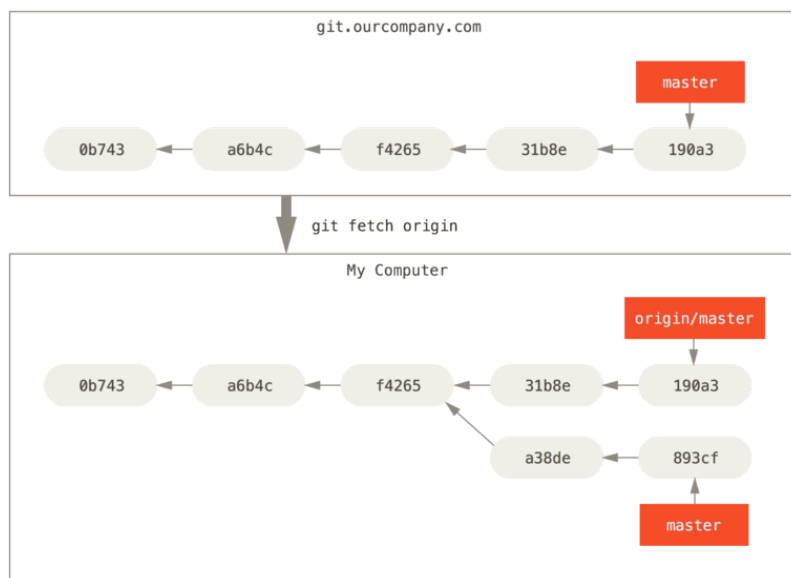 git.ourcompany.com
master
0b743 a6b4c f4265 31b8e 190a3
git fetch origin
My Computer
origin/master
0b743 a6b4c f4265 31b8e 190a3
a38de 893cf
master